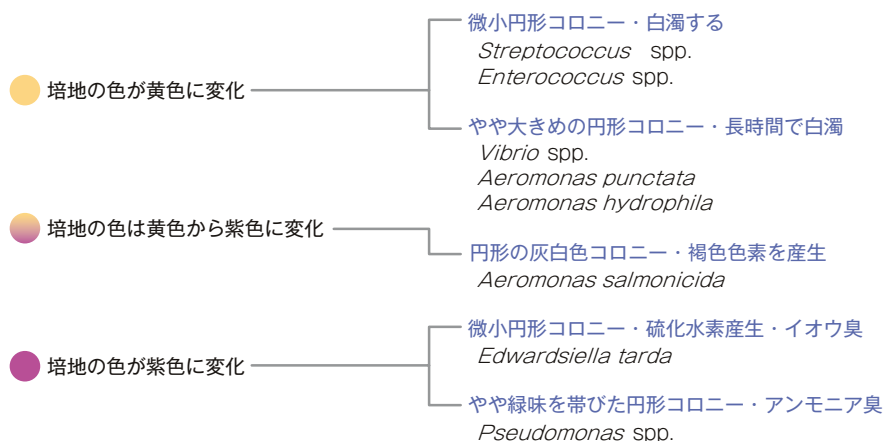 微小円形コロニー・白濁する
Streptococcus spp.
Enterococcus spp.
培地の色が黄色に変化
やや大きめの円形コロニー・長時間で白濁
Vibrio spp.
Aeromonas punctata
Aeromonas hydrophila
培地の色は黄色から紫色に変化
円形の灰白色コロニー・褐色色素を産生
Aeromonas salmonicida
微小円形コロニー・硫化水素産生・イオウ臭
Edwardsiella tarda
培地の色が紫色に変化
やや緑味を帯びた円形コロニー・アンモニア臭
Pseudomonas spp.